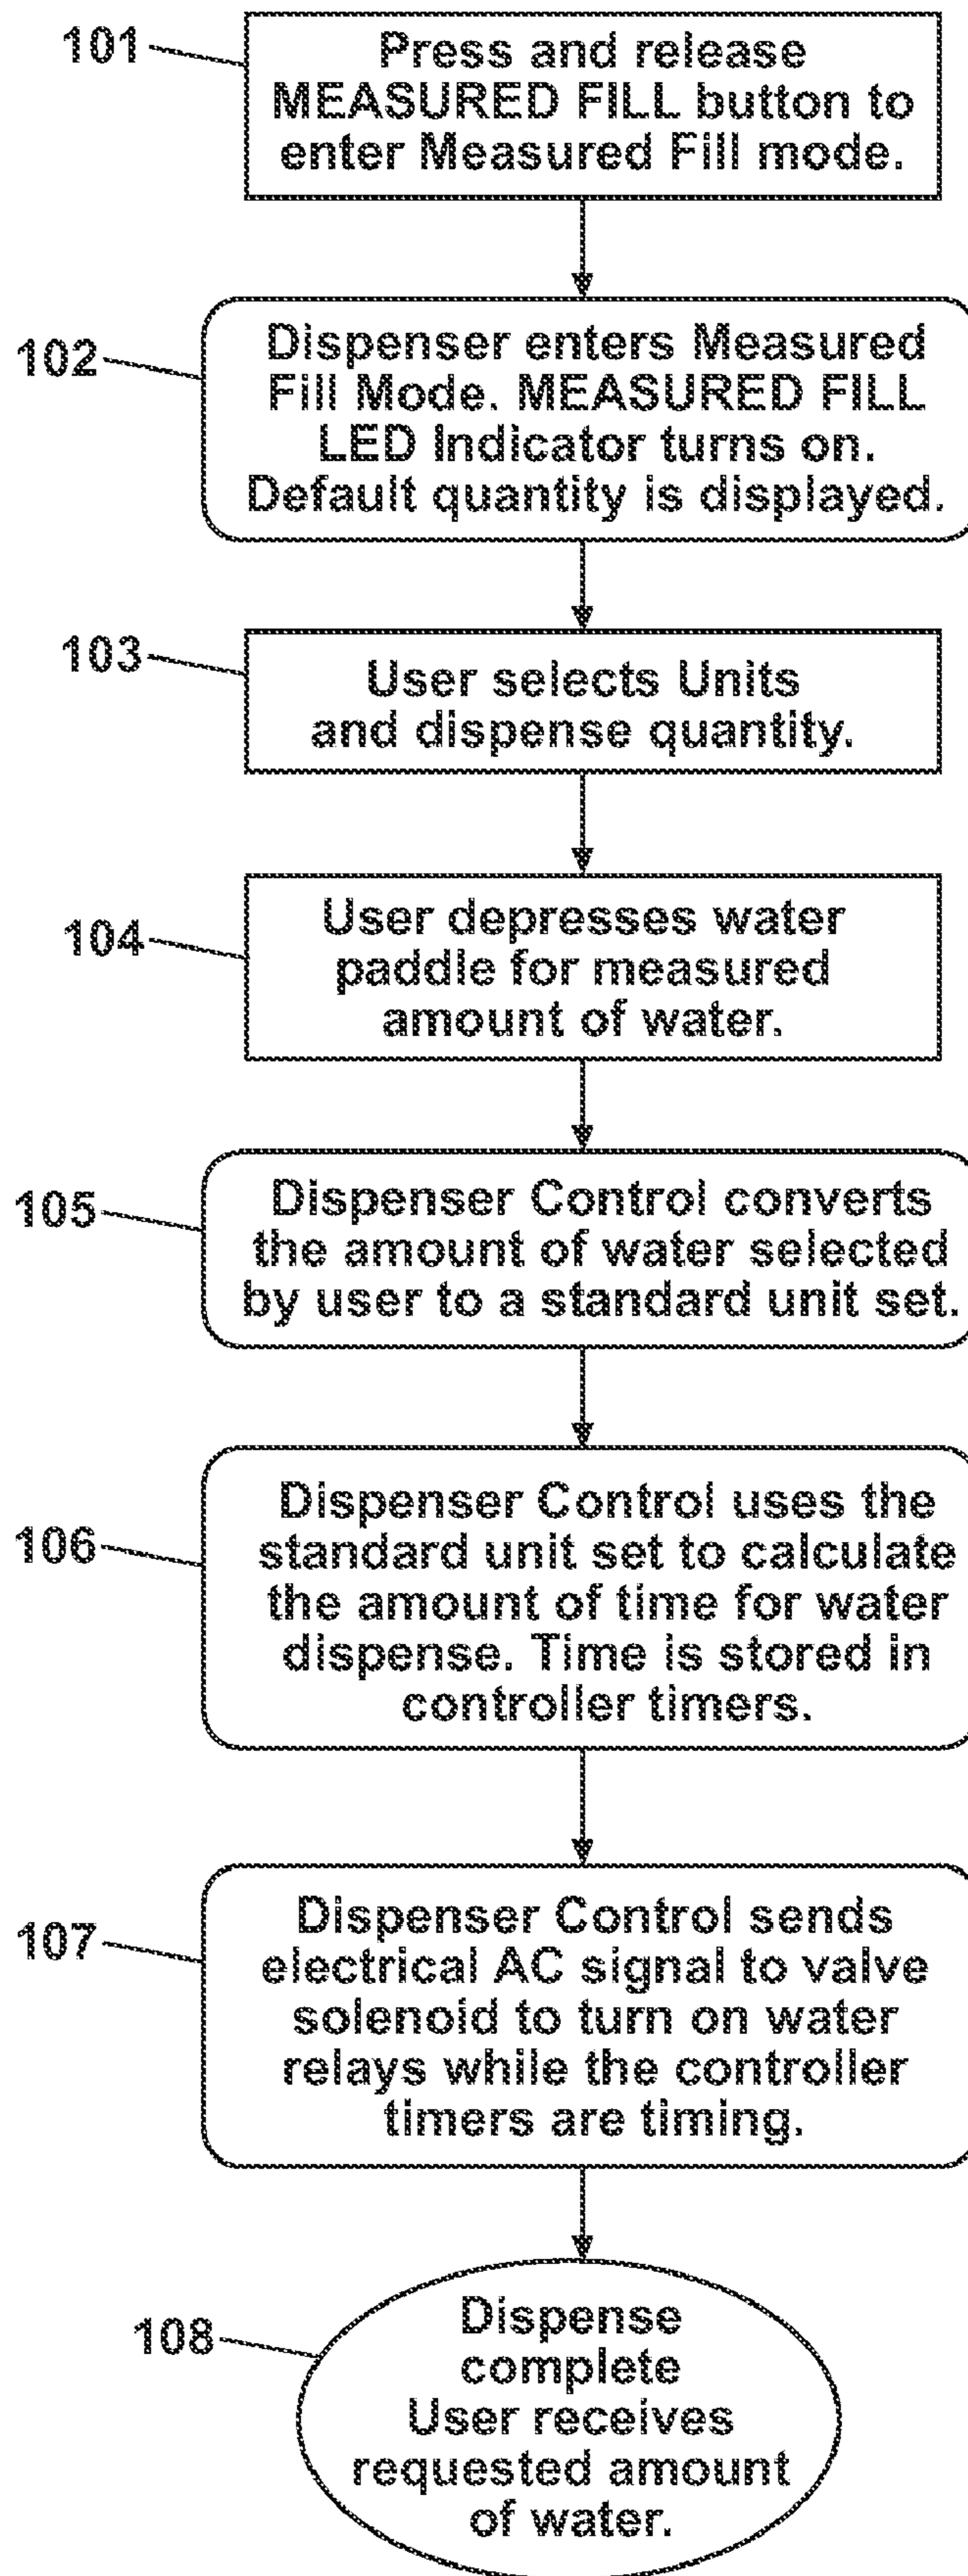 101
Press and release
MEASURED FILL button to
enter Measured Fill mode.
102
Dispenser enters Measured
Fill Mode. MEASURED FILL
LED Indicator turns on.
Default quantity is displayed.
103
User selects Units
and dispense quantity.
104
User depresses water
paddle for measured
amount of water.
105
Dispenser Control converts
the amount of water selected
by user to a standard unit set.
106
Dispenser Control uses the
standard unit set to calculate
the amount of time for water
dispense. Time is stored in
controller timers.
107
Dispenser Control sends
electrical AC signal to valve
solenoid to turn on water
relays while the controller
timers are timing.
108
Dispense
complete
User receives
requested amount
of water.